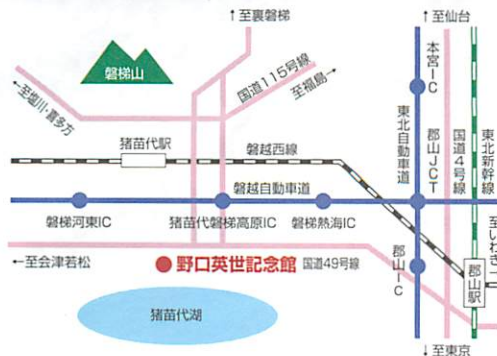 ↑至裏磐梯
↑至仙台
磐梯山
国道115号線
至福島→
←至塩川・喜多方
本宮IC
東北自動車道
郡山JCT
国道4号線
東北新幹線
猪苗代駅
磐越西線
磐越自動車道
磐梯河東IC
猪苗代磐梯高原IC
磐梯熱海IC
至いわき
←至会津若松
野口英世記念館
国道49号線
郡山IC
郡山駅
猪苗代湖
↓至東京